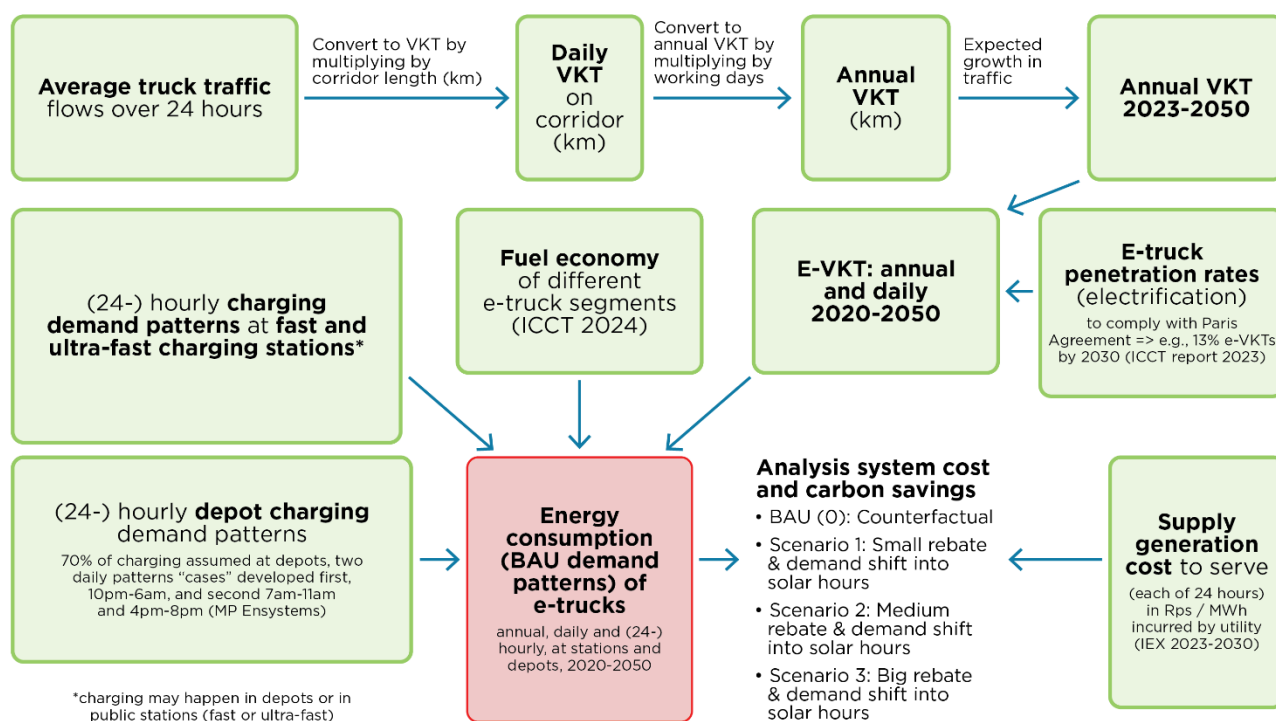 Average truck traffic
flows over 24 hours
Convert to VKT by
multiplying by
corridor length (km)
Daily
VKT
on
corridor
(km)
Convert to
annual VKT by
multiplying by
working days
Annual
VKT
(km)
Expected
growth in
traffic
Annual VKT
2023-2050
(24-) hourly charging
demand patterns at fast and
ultra-fast charging stations*
Fuel economy
of different
e-truck segments
(ICCT 2024)
E-VKT: annual
and daily
2020-2050
E-truck
penetration rates
(electrification)
to comply with Paris
Agreement => e.g., 13% e-VKTs
by 2030 (ICCT report 2023)
(24-) hourly depot charging
demand patterns
70% of charging assumed at depots, two
daily patterns “cases” developed first,
10pm-6am, and second 7am-11am
and 4pm-8pm (MP Ensystems)
Energy
consumption
(BAU demand
patterns) of
e-trucks
annual, daily and (24-)
hourly, at stations and
depots, 2020-2050
Analysis system cost
and carbon savings
• BAU (0): Counterfactual
• Scenario 1: Small rebate
& demand shift into
solar hours
• Scenario 2: Medium
rebate & demand shift
into solar hours
• Scenario 3: Big rebate
& demand shift into
solar hours
Supply
generation
cost to serve
(each of 24 hours)
in Rps / MWh
incurred by utility
(IEX 2023-2030)
*charging may happen in depots or in
public stations (fast or ultra-fast)